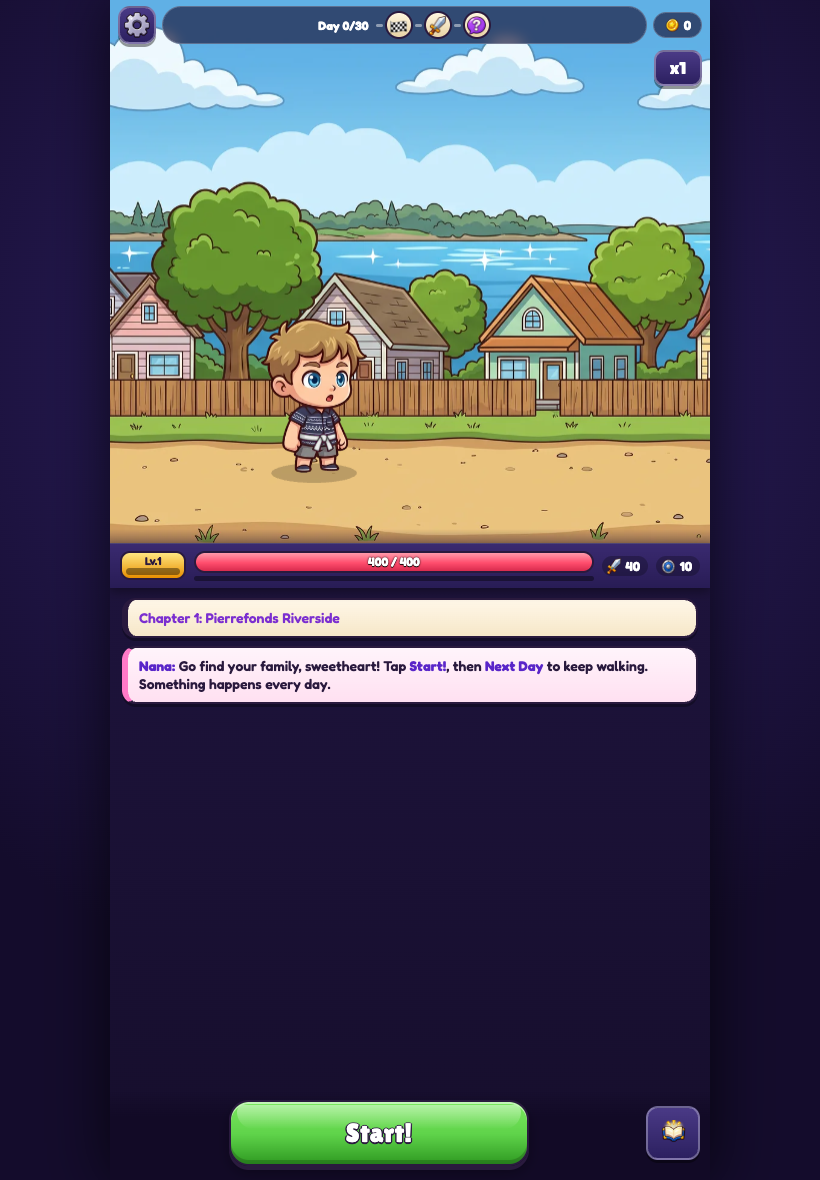 Day 0/30
0
x1
Lv.1
400 / 400
40
10
Chapter 1: Pierrefonds Riverside
Nana: Go find your family, sweetheart! Tap Start!, then Next Day to keep walking.
Something happens every day.
Start!